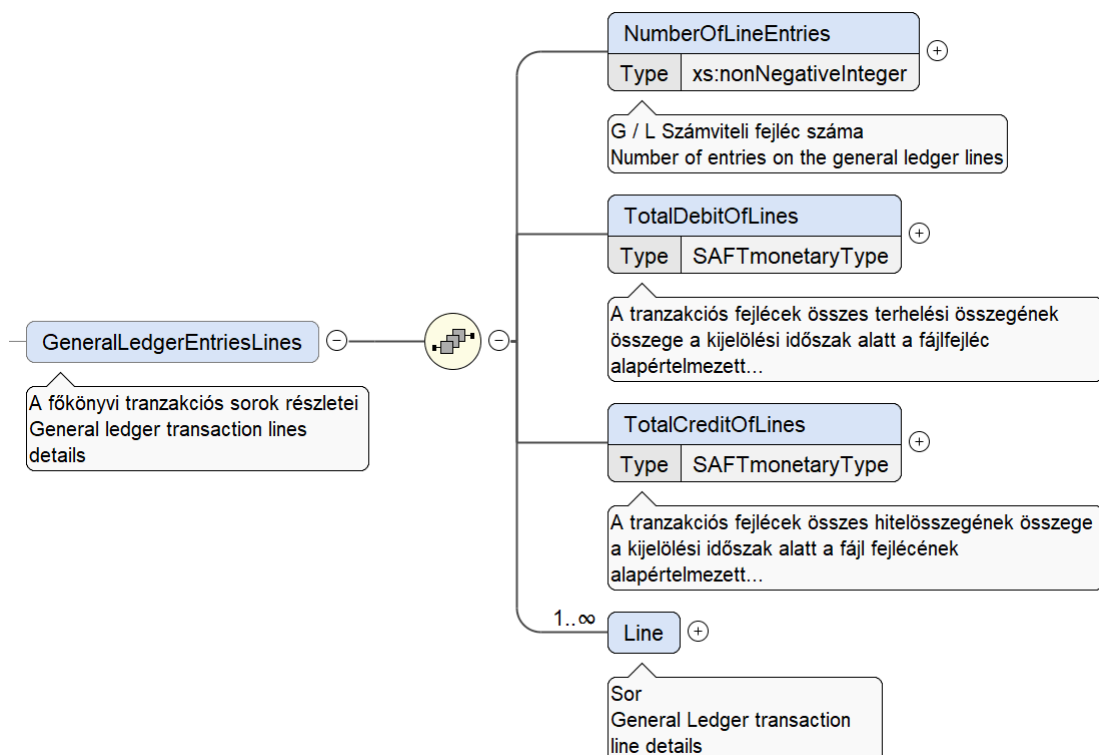 NumberOfLineEntries
Type xs:nonNegativeInteger
G / L Számviteli fejléc száma
Number of entries on the general ledger lines
TotalDebitOfLines
Type SAFTmonetaryType
A tranzakciós fejlécek összes terhelési összegének
összege a kijelölési időszak alatt a fájlfejléc
alapértelmezett...
GeneralLedgerEntriesLines
A főkönyvi tranzakciós sorok részletei
General ledger transaction lines
details
TotalCreditOfLines
Type SAFTmonetaryType
A tranzakciós fejlécek összes hitelösszegének összege
a kijelölési időszak alatt a fájl fejlécének
alapértelmezett...
1..∞
Line
Sor
General Ledger transaction
line details